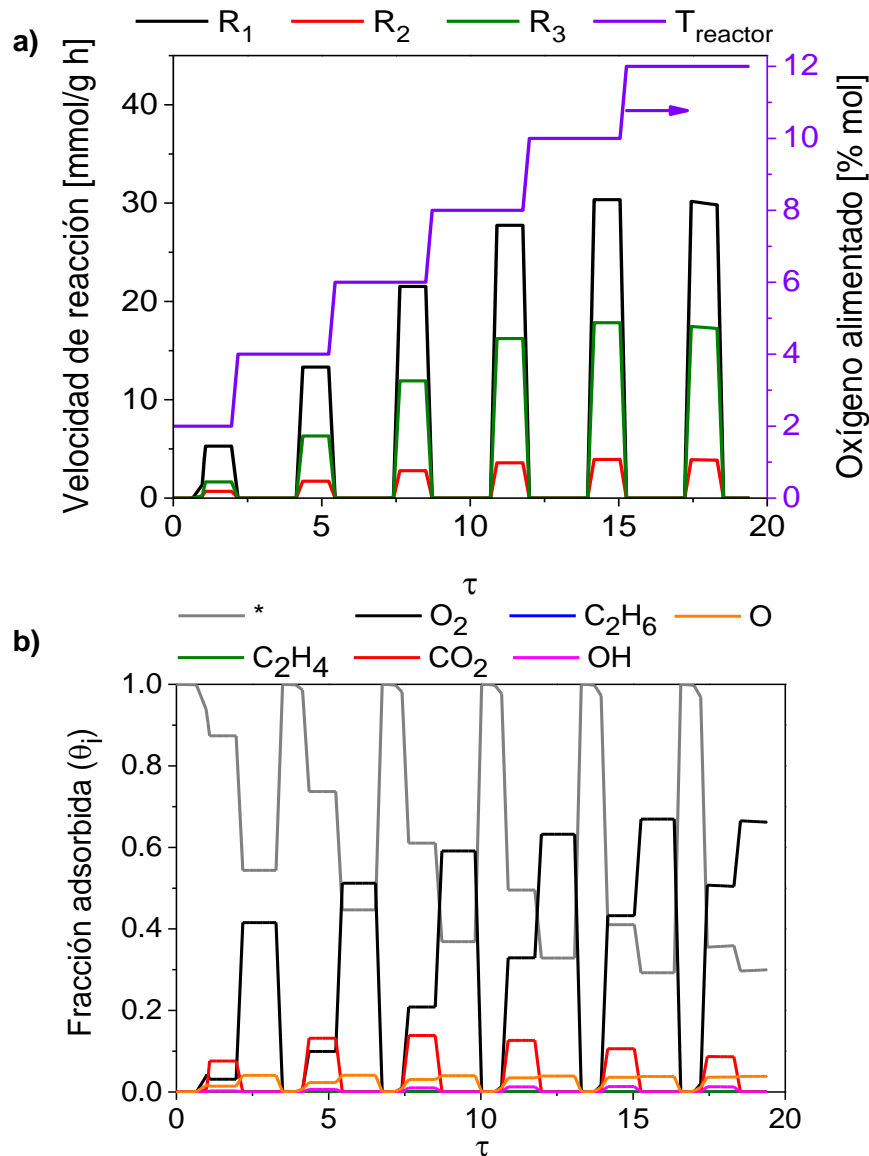 a)
R1 R2 R3 Treactor
Velocidad de reacción [mmol/g h]
40
30
20
10
0
0 5 10 15 20
τ
12
10
8
6
4
2
0
Oxígeno alimentado [% mol]
b)
* O2 C2H6 O
C2H4 CO2 OH
Fracción adsorbida (θi)
1.0
0.8
0.6
0.4
0.2
0.0
0 5 10 15 20
τ